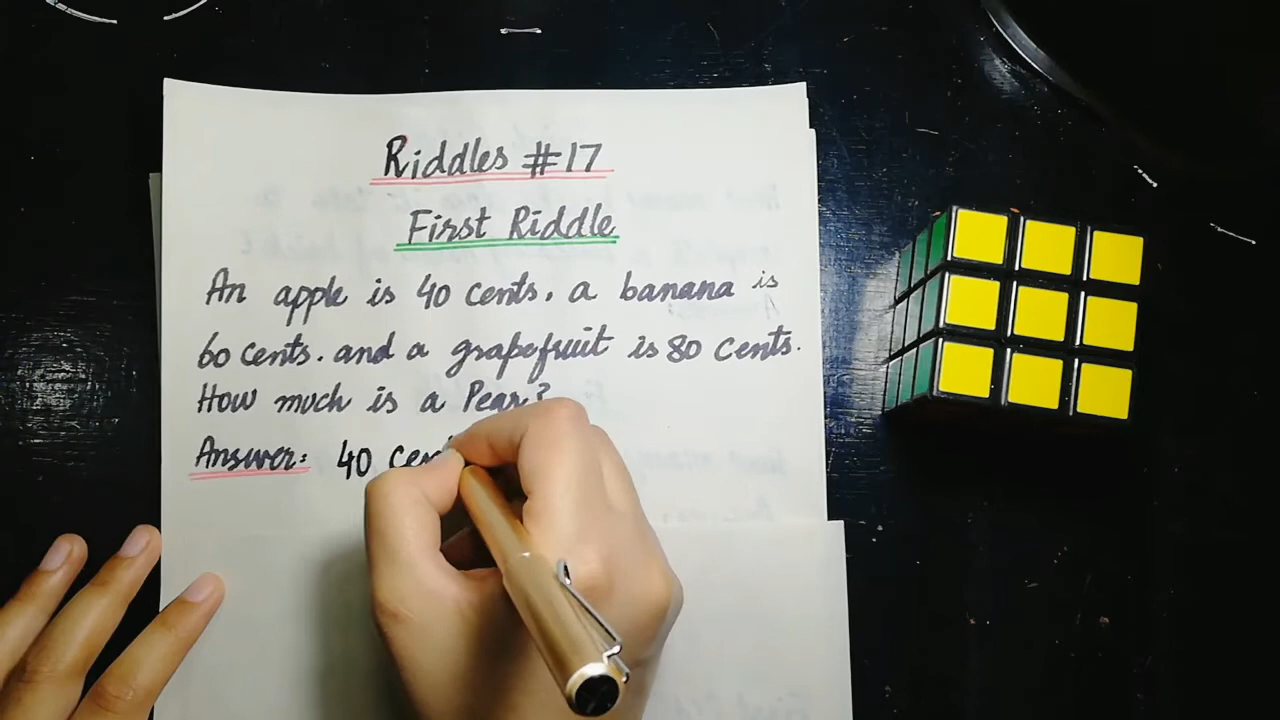 Riddles #17
First Riddle
An apple is 40 cents, a banana is
60 cents. and a grapefruit is 80 cents.
How much is a Pear?
Answer: 40 cen